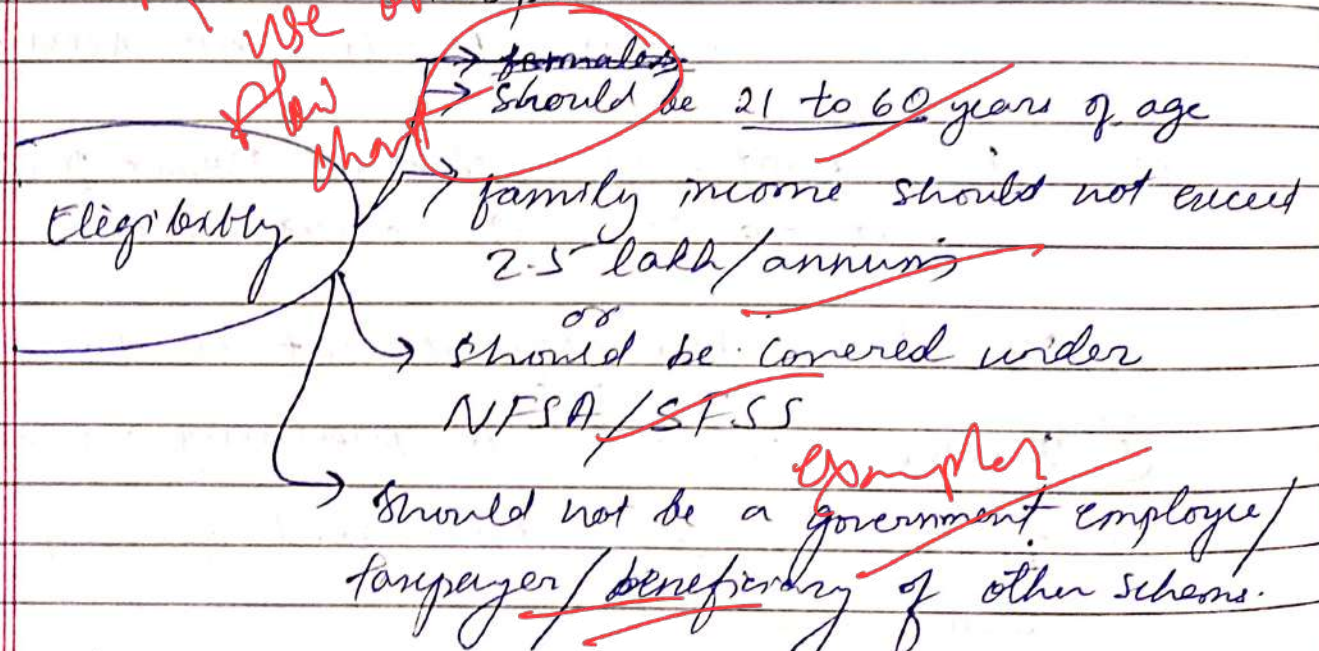 use of
flow
chart
females
should be 21 to 60 years of age
Eligibility
family income should not exceed
2.5 lakh/annum
or
should be covered under
NFSA/SFSS
examples
should not be a government employee/
taxpayer/beneficiary of other schems.